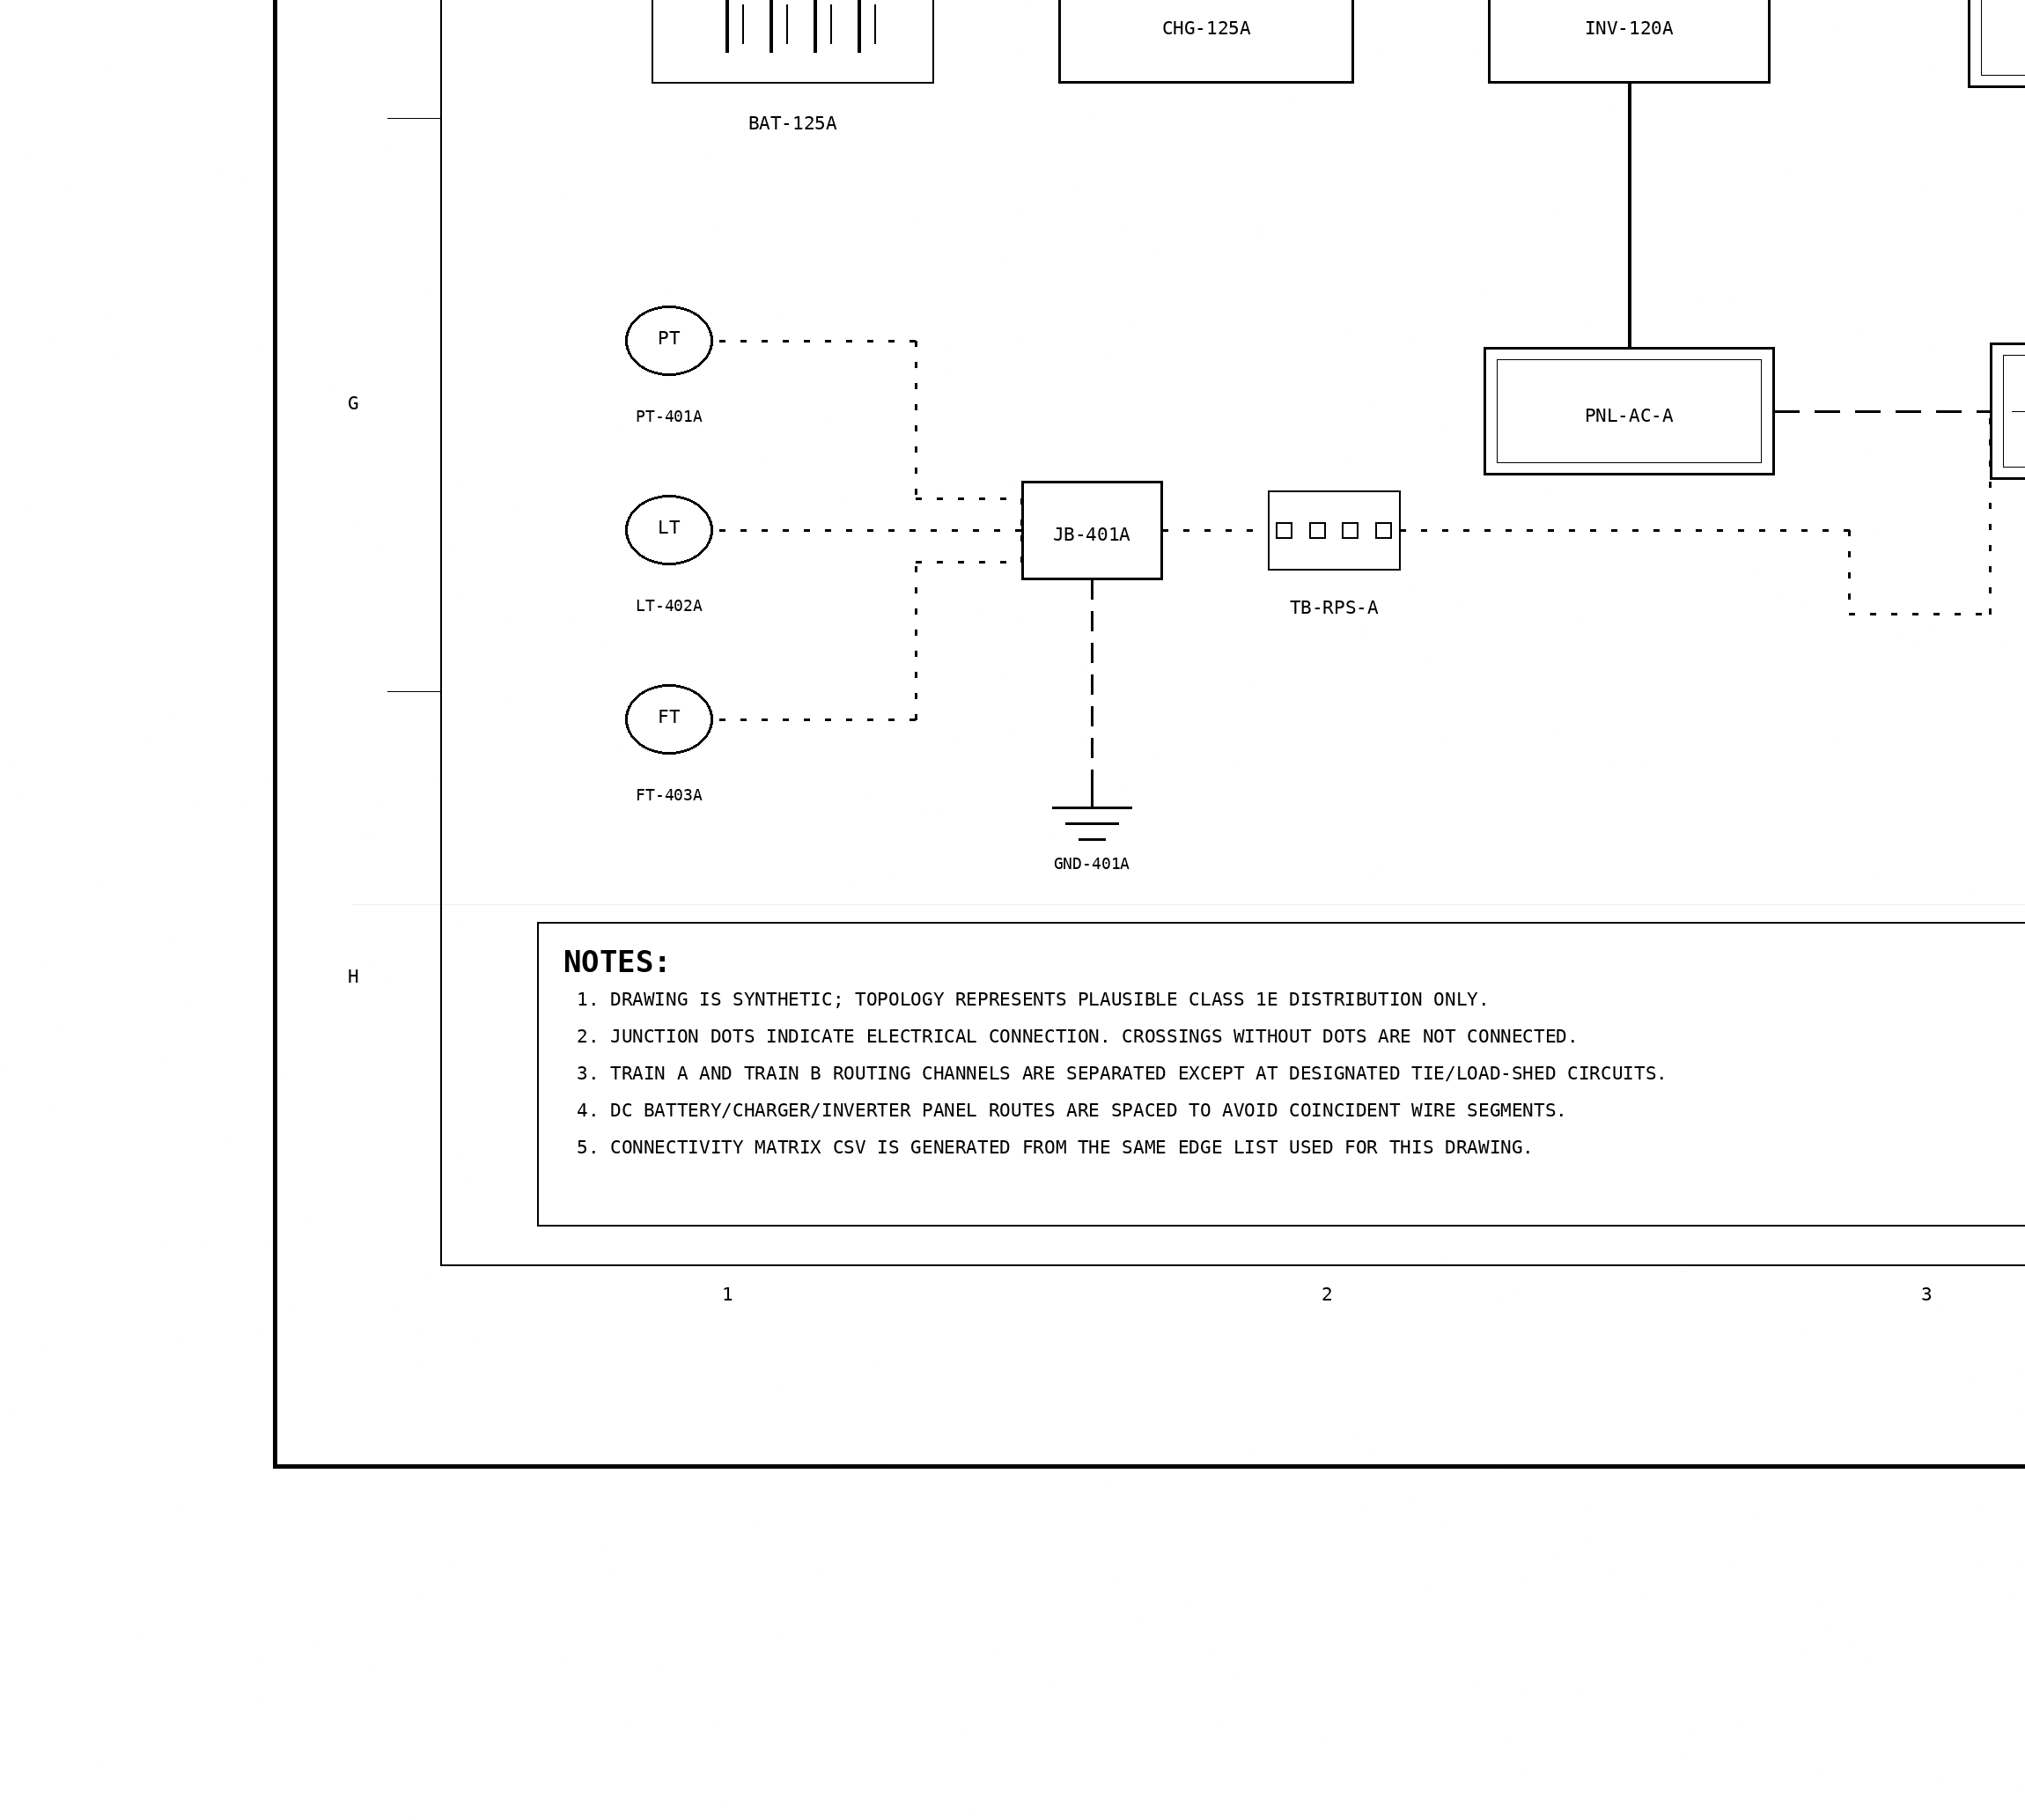 CHG-125A
INV-120A
BAT-125A
PT
PT-401A
G
PNL-AC-A
LT
JB-401A
LT-402A
TB-RPS-A
FT
FT-403A
GND-401A
H
NOTES:
1. DRAWING IS SYNTHETIC; TOPOLOGY REPRESENTS PLAUSIBLE CLASS 1E DISTRIBUTION ONLY.
2. JUNCTION DOTS INDICATE ELECTRICAL CONNECTION. CROSSINGS WITHOUT DOTS ARE NOT CONNECTED.
3. TRAIN A AND TRAIN B ROUTING CHANNELS ARE SEPARATED EXCEPT AT DESIGNATED TIE/LOAD-SHED CIRCUITS.
4. DC BATTERY/CHARGER/INVERTER PANEL ROUTES ARE SPACED TO AVOID COINCIDENT WIRE SEGMENTS.
5. CONNECTIVITY MATRIX CSV IS GENERATED FROM THE SAME EDGE LIST USED FOR THIS DRAWING.
1
2
3